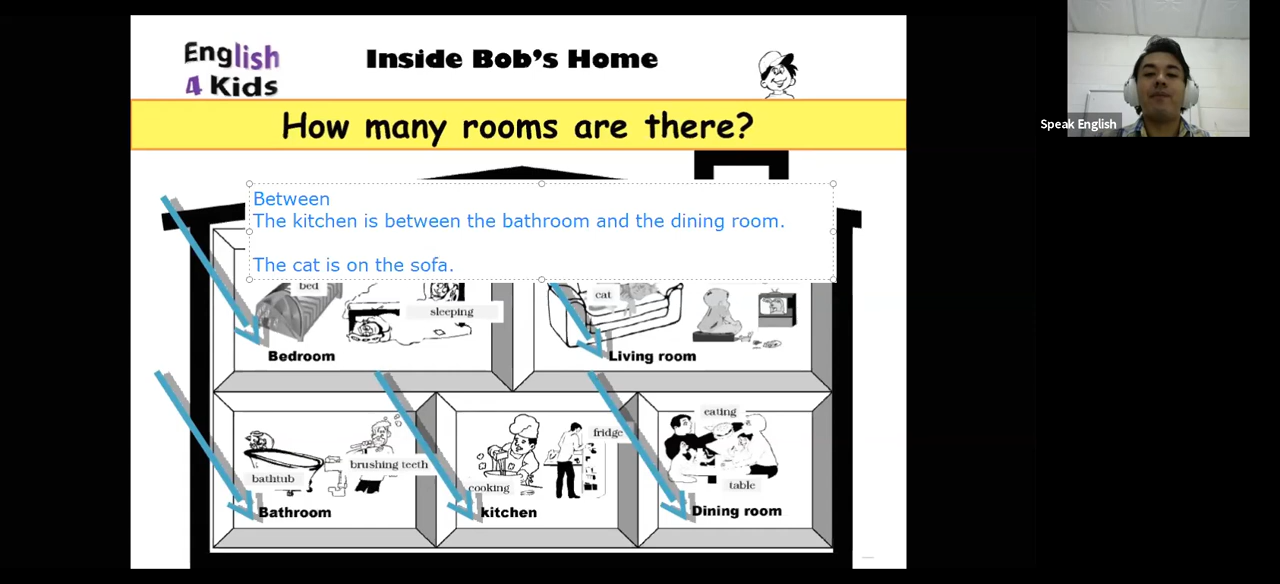 English
4 Kids
Inside Bob's Home
How many rooms are there?
Between
The kitchen is between the bathroom and the dining room.
The cat is on the sofa.
bed
sleeping
Bedroom
cat
Living room
bathtub
brushing teeth
Bathroom
cooking
fridge
kitchen
eating
table
Dining room
Speak English